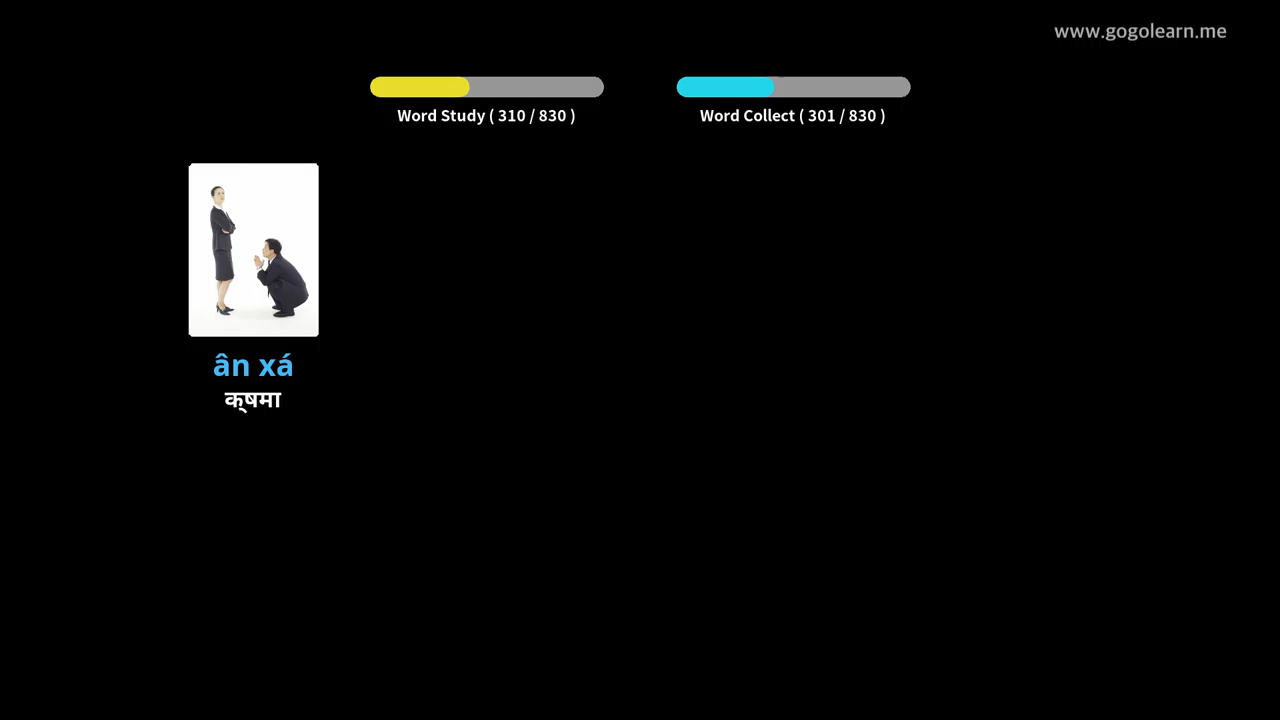 www.gogolearn.me
Word Study ( 310 / 830 )
Word Collect ( 301 / 830 )
ân xá
क्षमा